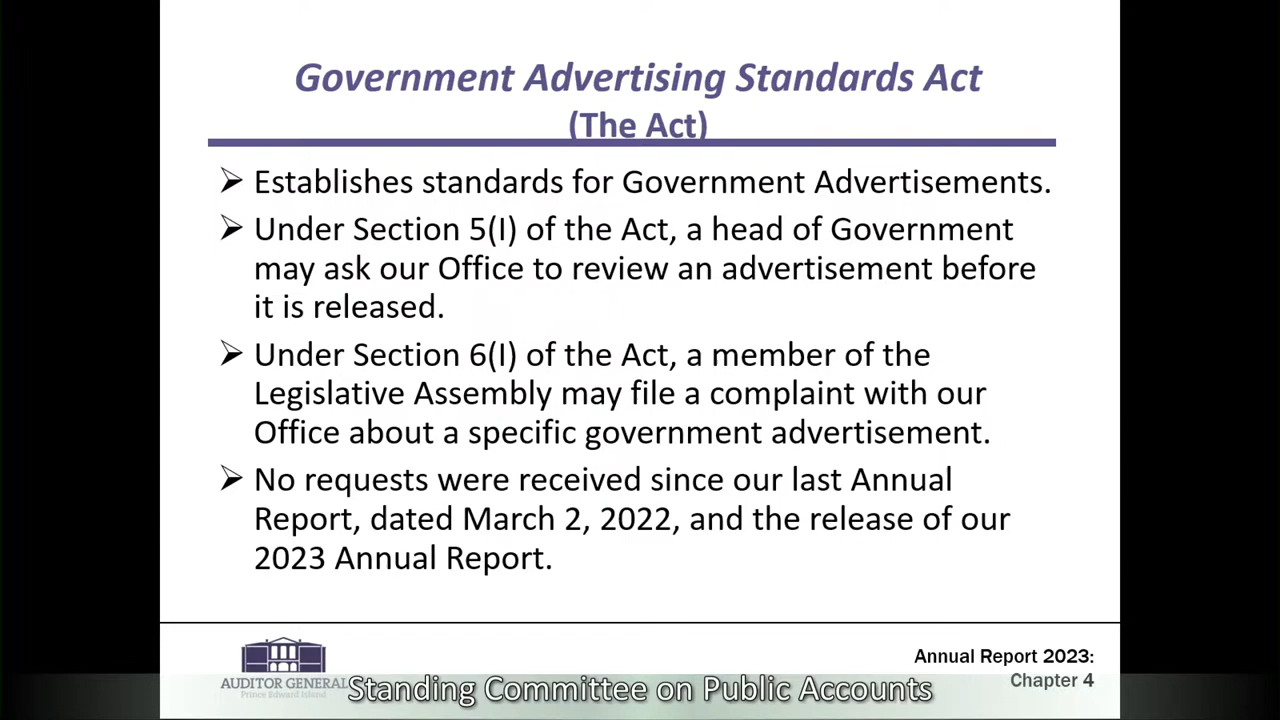 Government Advertising Standards Act
(The Act)
➢ Establishes standards for Government Advertisements.
➢ Under Section 5(I) of the Act, a head of Government
may ask our Office to review an advertisement before
it is released.
➢ Under Section 6(I) of the Act, a member of the
Legislative Assembly may file a complaint with our
Office about a specific government advertisement.
➢ No requests were received since our last Annual
Report, dated March 2, 2022, and the release of our
2023 Annual Report.
Annual Report 2023:
Chapter 4
AUDITOR GENERAL
Prince Edward Island
Standing Committee on Public Accounts